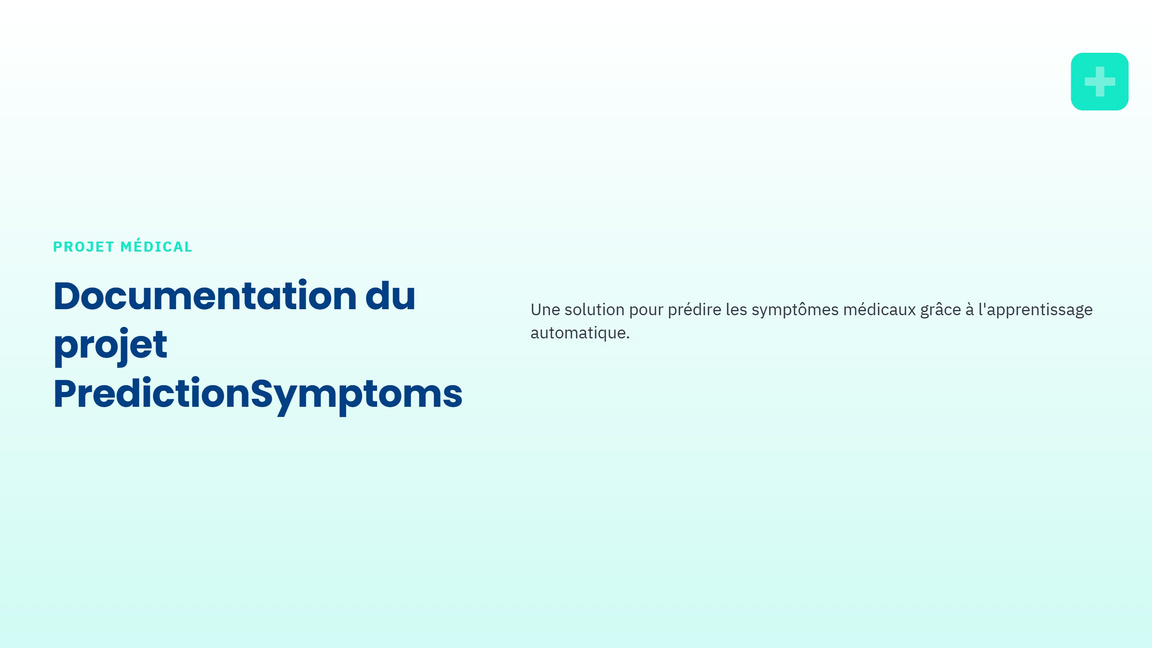 PROJET MÉDICAL
Documentation du
projet
PredictionSymptoms
Une solution pour prédire les symptômes médicaux grâce à l'apprentissage
automatique.